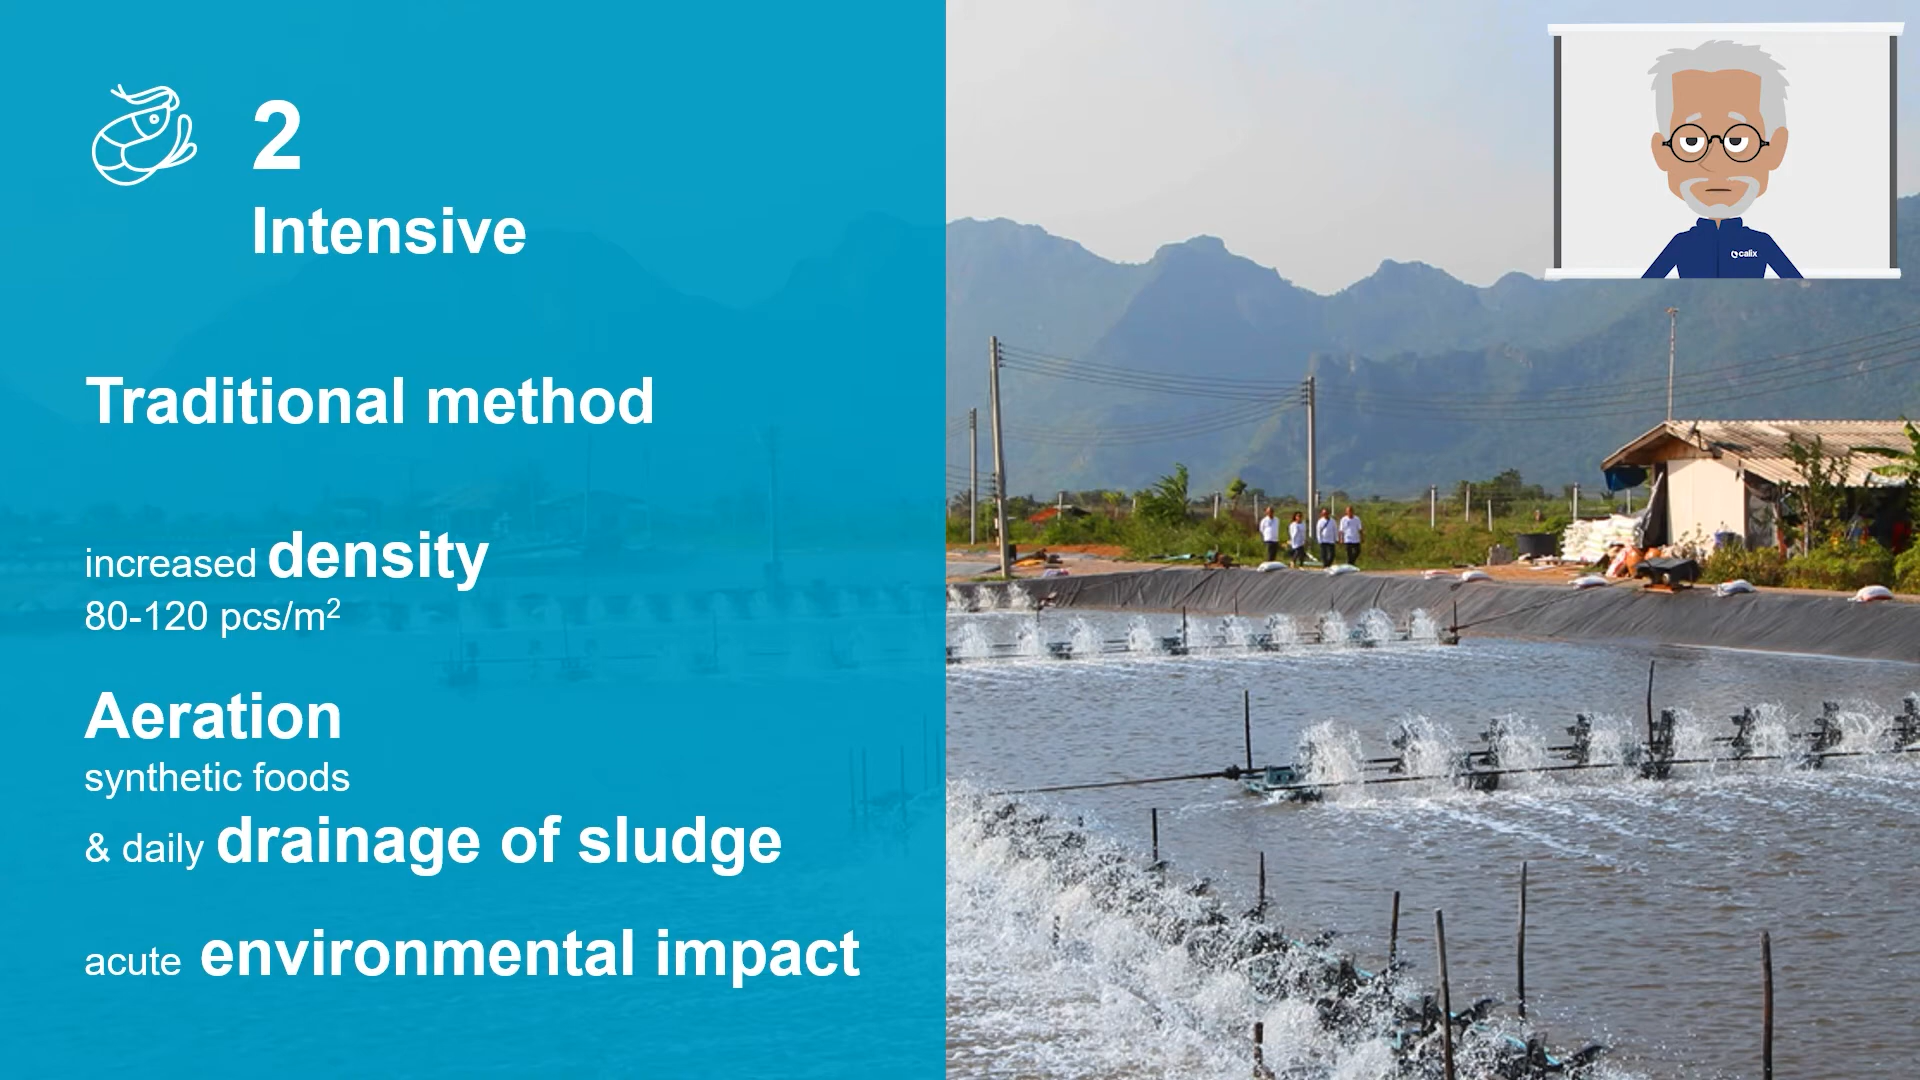 2
Intensive
Traditional method
increased density
80-120 pcs/m²
Aeration
synthetic foods
& daily drainage of sludge
acute environmental impact
calix